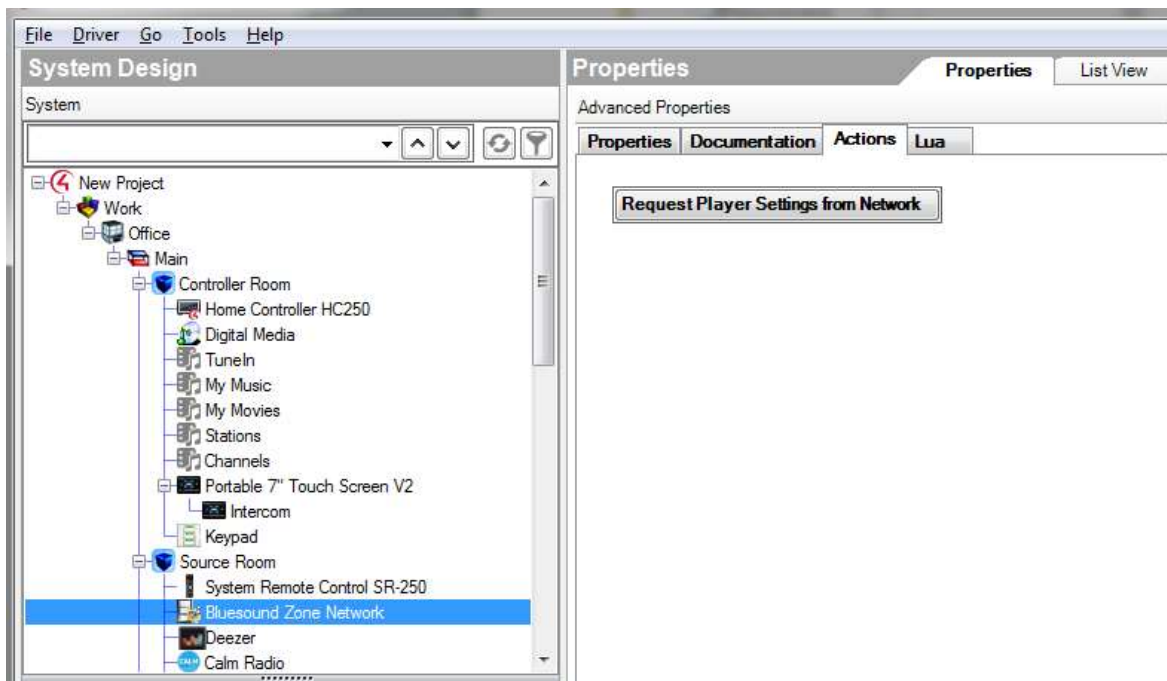 File Driver Go Tools Help
System Design
System
New Project
Work
Office
Main
Controller Room
Home Controller HC250
Digital Media
TuneIn
My Music
My Movies
Stations
Channels
Portable 7" Touch Screen V2
Intercom
Keypad
Source Room
System Remote Control SR-250
Bluesound Zone Network
Deezer
CALM Calm Radio
Properties Properties List View
Advanced Properties
Properties Documentation Actions Lua
Request Player Settings from Network